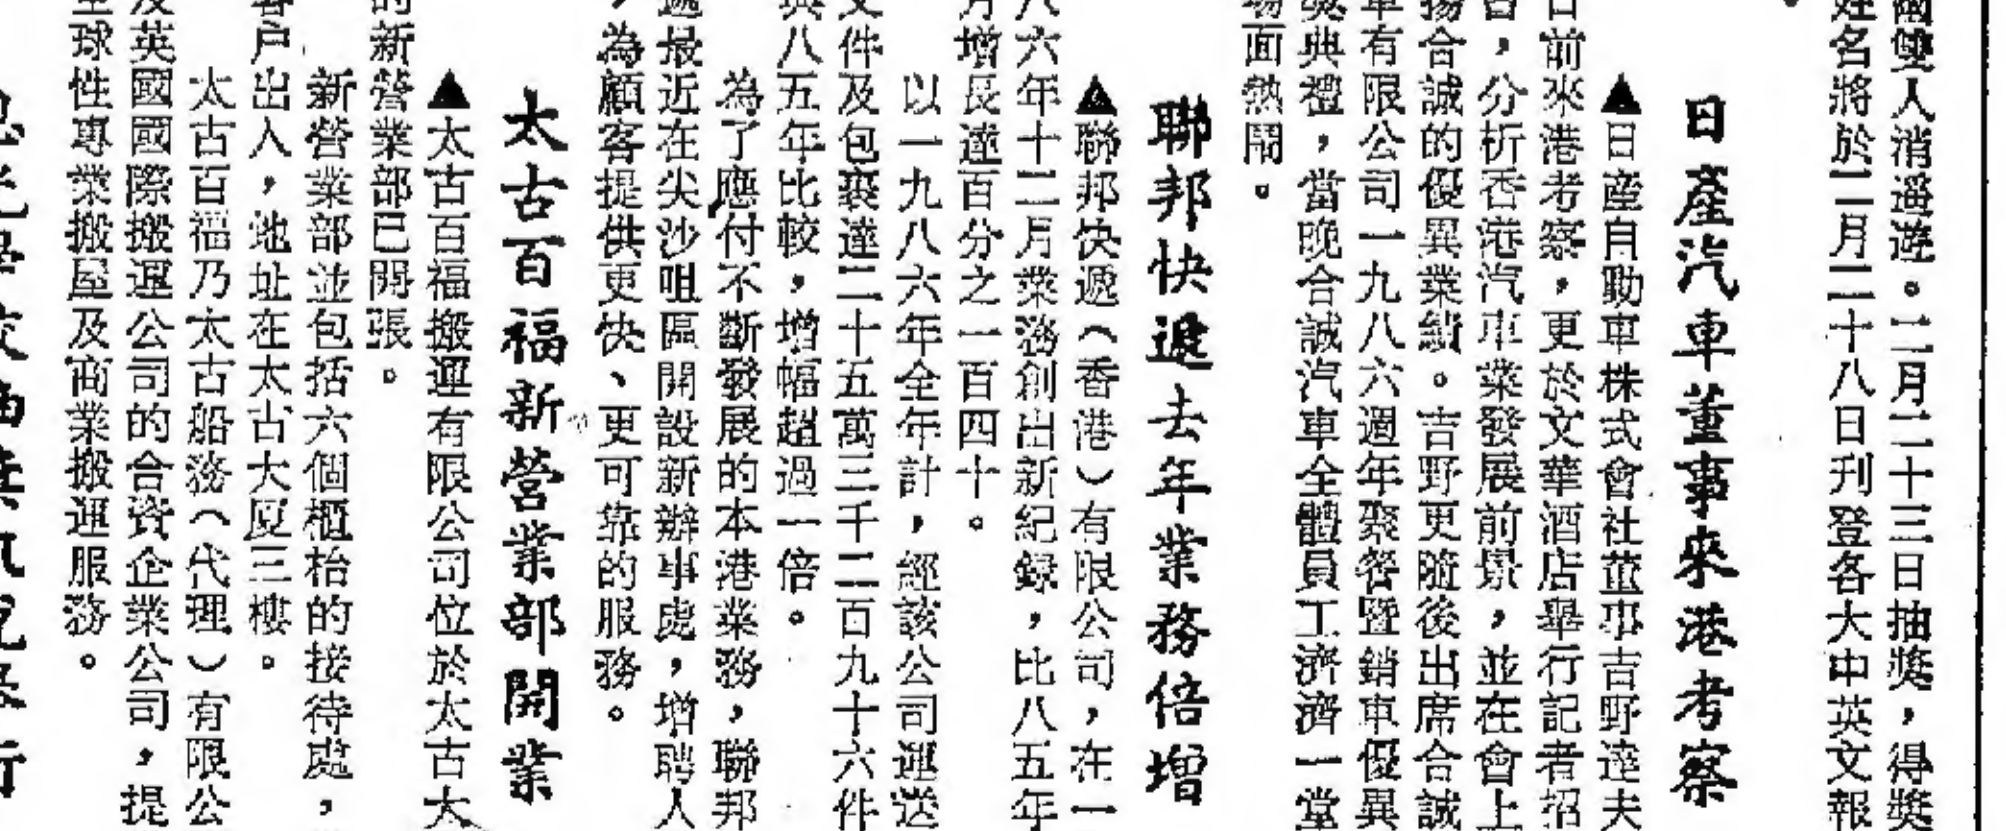 雙人消遙遊。二月二十三日抽獎，得獎
姓名將於二月二十八日刊登各大中英文報
。
日產汽車董事來港考察
▲日產自動車株式會社董事吉野達夫
日前來港考察，更於文華酒店舉行記者招
會，分析香港汽車業發展前景，並在會上
揚合誠的優異業績。吉野更隨後出席合誠
車有限公司一九八六週年聚餐暨銷車優異
獎典禮，當晚合誠汽車全體員工濟濟一堂
場面熱鬧。
聯邦快遞去年業務倍增
▲聯邦快遞（香港）有限公司，在一
八六年十二月業務創出新紀錄，比八五年
月增長達百分之一百四十。
以一九八六年全年計，經該公司運送
文件及包裹達二十五萬三千二百九十六件
與八五年比較，增幅超過一倍。
為了應付不斷發展的本港業務，聯邦
遞最近在尖沙咀區開設新辦事處，增聘人
，為顧客提供更快、更可靠的服務。
太古百福新營業部開業
▲太古百福搬運有限公司位於太古大
的新營業部已開張。
新營業部並包括六個櫃枱的接待處，
客戶出入，地址在太古大廈三樓。
太古百福乃太古船務（代理）有限公
及英國國際搬運公司的合資企業公司，提
全球性專業搬屋及商業搬運服務。